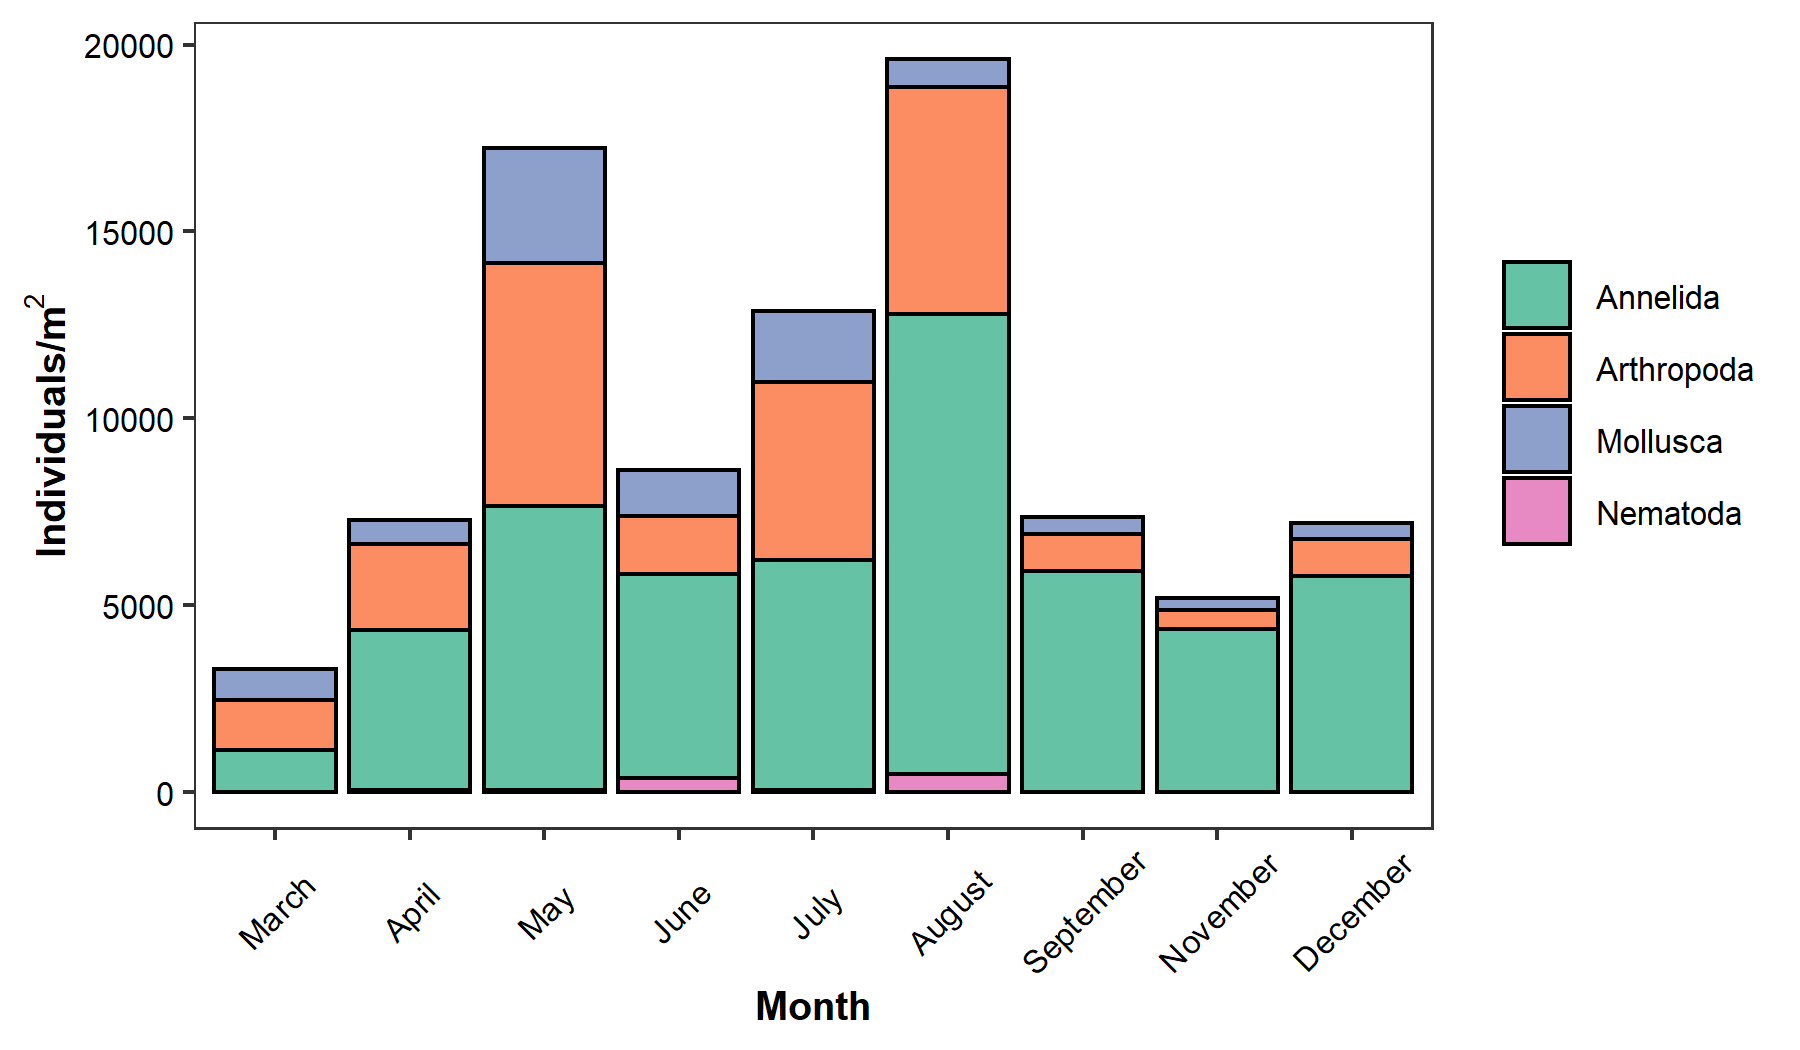 20000
15000
10000
5000
0
Individuals/m²
March
April
May
June
July
August
September
November
December
Month
Annelida
Arthropoda
Mollusca
Nematoda